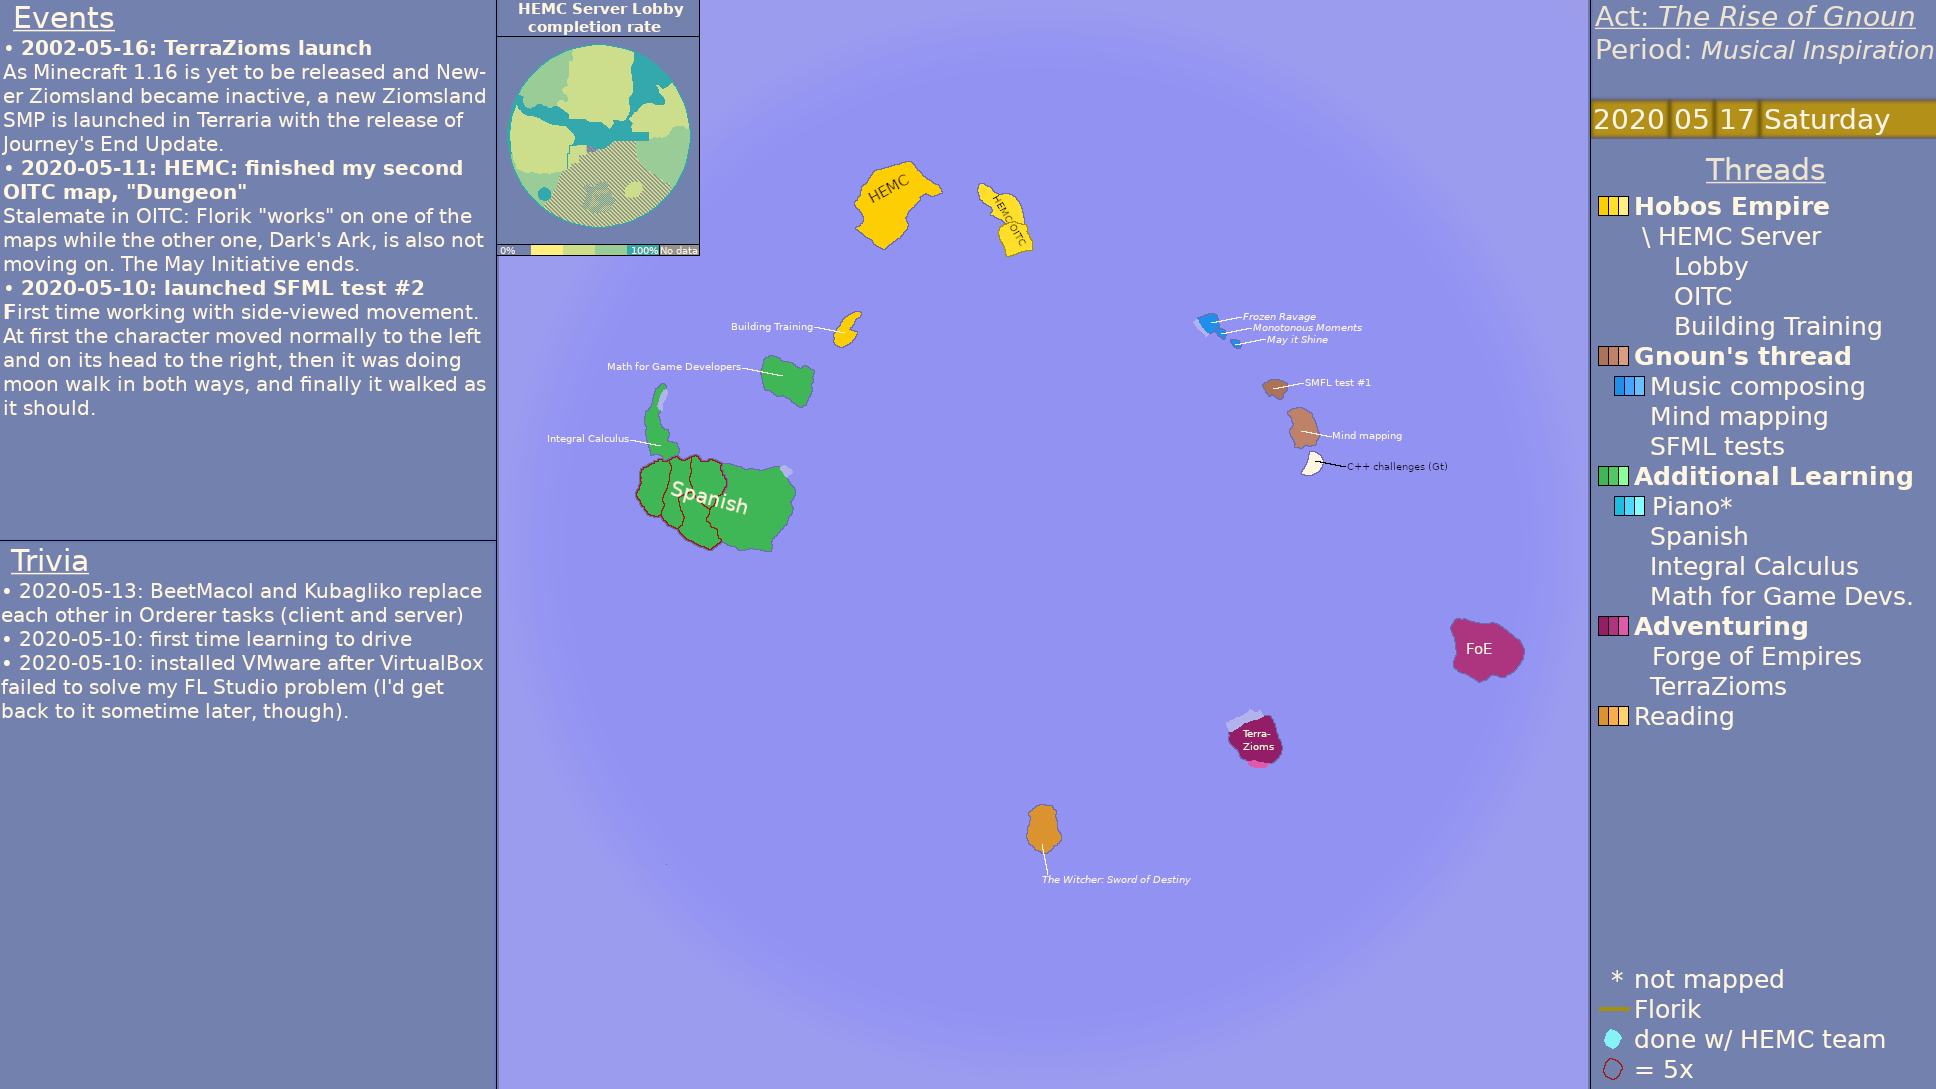 Events
• 2002-05-16: TerraZioms launch
As Minecraft 1.16 is yet to be released and New-
er Ziomsland became inactive, a new Ziomsland
SMP is launched in Terraria with the release of
Journey's End Update.
• 2020-05-11: HEMC: finished my second
OITC map, "Dungeon"
Stalemate in OITC: Florik "works" on one of the
maps while the other one, Dark's Ark, is also not
moving on. The May Initiative ends.
• 2020-05-10: launched SFML test #2
First time working with side-viewed movement.
At first the character moved normally to the left
and on its head to the right, then it was doing
moon walk in both ways, and finally it walked as
it should.
Trivia
• 2020-05-13: BeetMacol and Kubagliko replace
each other in Orderer tasks (client and server)
• 2020-05-10: first time learning to drive
• 2020-05-10: installed VMware after VirtualBox
failed to solve my FL Studio problem (I'd get
back to it sometime later, though).
HEMC Server Lobby
completion rate
0% 100% No data
HEMC
HEMC
OITC
Building Training
Math for Game Developers
Integral Calculus
Spanish
Frozen Ravage
Monotonous Moments
May it Shine
SMFL test #1
Mind mapping
C++ challenges (Gt)
FoE
Terra-
Zioms
The Witcher: Sword of Destiny
Act: The Rise of Gnoun
Period: Musical Inspiration
2020 05 17 Saturday
Threads
Hobos Empire
\ HEMC Server
Lobby
OITC
Building Training
Gnoun's thread
Music composing
Mind mapping
SFML tests
Additional Learning
Piano*
Spanish
Integral Calculus
Math for Game Devs.
Adventuring
Forge of Empires
TerraZioms
Reading
* not mapped
Florik
done w/ HEMC team
= 5x